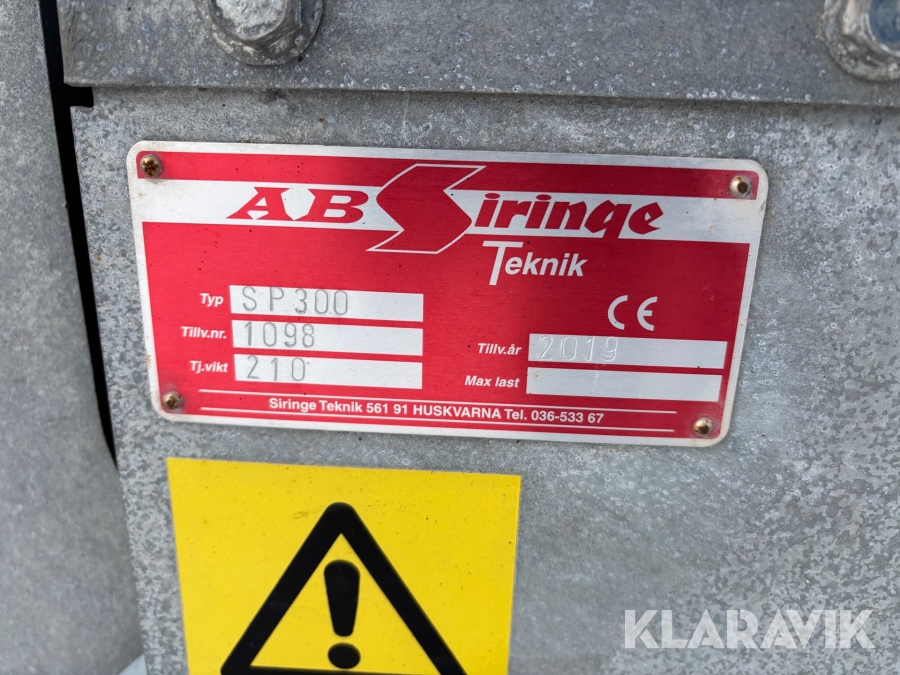 AB Siringe
Teknik
Typ SP300
Tillv.nr. 1098
Tj.vikt 210
CE
Tillv.år 2019
Max last
Siringe Teknik 561 91 HUSKVARNA Tel. 036-533 67
!
KLARAVIK